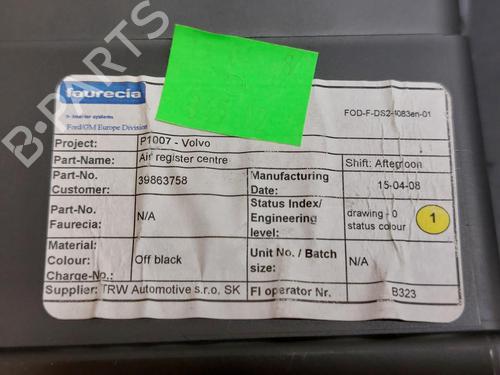 B-PARTS
faurecia
> interior systems
Ford/GM Europe Division
FOD-F-DS2-4083en-01
Project: P1007 - Volvo
Part-Name: Air register centre Shift: Afteqroon
Part-No. Customer: 39863758 Manufacturing Date: 15-04-08
Part-No. Faurecia: N/A Status Index/ Engineering level: drawing - 0 status colour 1
Material: Colour: Charge-No.: Off black Unit No. / Batch size: N/A
Supplier: TRW Automotive s.r.o. SK FI operator Nr. B323